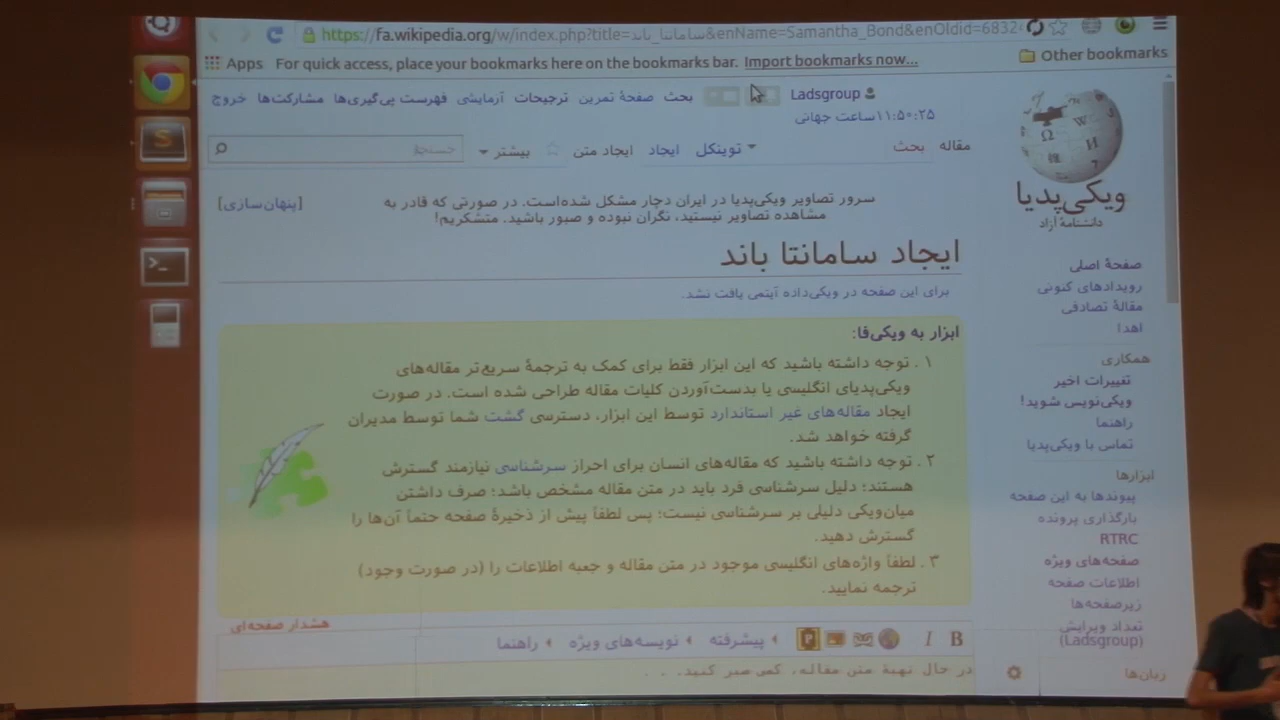 https://fa.wikipedia.org/w/index.php?title=سامانتا_باند&enName=Samantha_Bond&enOldid=6832
Apps For quick access, place your bookmarks here on the bookmarks bar. Import bookmarks now... Other bookmarks
Ladsgroup بحث صفحهٔ تمرین ترجیحات آزمایشی فهرست پی‌گیری‌ها مشارکت‌ها خروج
۱۱:۵۰:۲۵ ساعت جهانی
مقاله بحث توینکل ایجاد ایجاد متن بیشتر جستجو
ویکی‌پدیا
دانشنامهٔ آزاد
سرور تصاویر ویکی‌پدیا در ایران دچار مشکل شده‌است. در صورتی که قادر به [پنهان‌سازی]
مشاهده تصاویر نیستید، نگران نبوده و صبور باشید. متشکریم!
ایجاد سامانتا باند
برای این صفحه در ویکی‌داده آیتمی یافت نشد.
ابزار به ویکی‌فا:
۱. توجه داشته باشید که این ابزار فقط برای کمک به ترجمهٔ سریع‌تر مقاله‌های
ویکی‌پدیای انگلیسی یا بدست‌آوردن کلیات مقاله طراحی شده است. در صورت
ایجاد مقاله‌های غیر استاندارد توسط این ابزار، دسترسی گشت شما توسط مدیران
گرفته خواهد شد.
۲. توجه داشته باشید که مقاله‌های انسان برای احراز سرشناسی نیازمند گسترش
هستند؛ دلیل سرشناسی فرد باید در متن مقاله مشخص باشد؛ صرف داشتن
میان‌ویکی دلیلی بر سرشناسی نیست؛ پس لطفاً پیش از ذخیرهٔ صفحه حتماً آن‌ها را
گسترش دهید.
۳. لطفاً واژه‌های انگلیسی موجود در متن مقاله و جعبه اطلاعات را (در صورت وجود)
ترجمه نمایید.
هشدار صفحه‌ای
B I پیشرفته نویسه‌های ویژه راهنما
در حال تهیهٔ متن مقاله، کمی صبر کنید. . .
صفحهٔ اصلی
رویدادهای کنونی
مقالهٔ تصادفی
اهدا
همکاری
تغییرات اخیر
ویکی‌نویس شوید!
راهنما
تماس با ویکی‌پدیا
ابزارها
پیوندها به این صفحه
بارگذاری پرونده
RTRC
صفحه‌های ویژه
اطلاعات صفحه
زیرصفحه‌ها
تعداد ویرایش
(Ladsgroup)
زبان‌ها